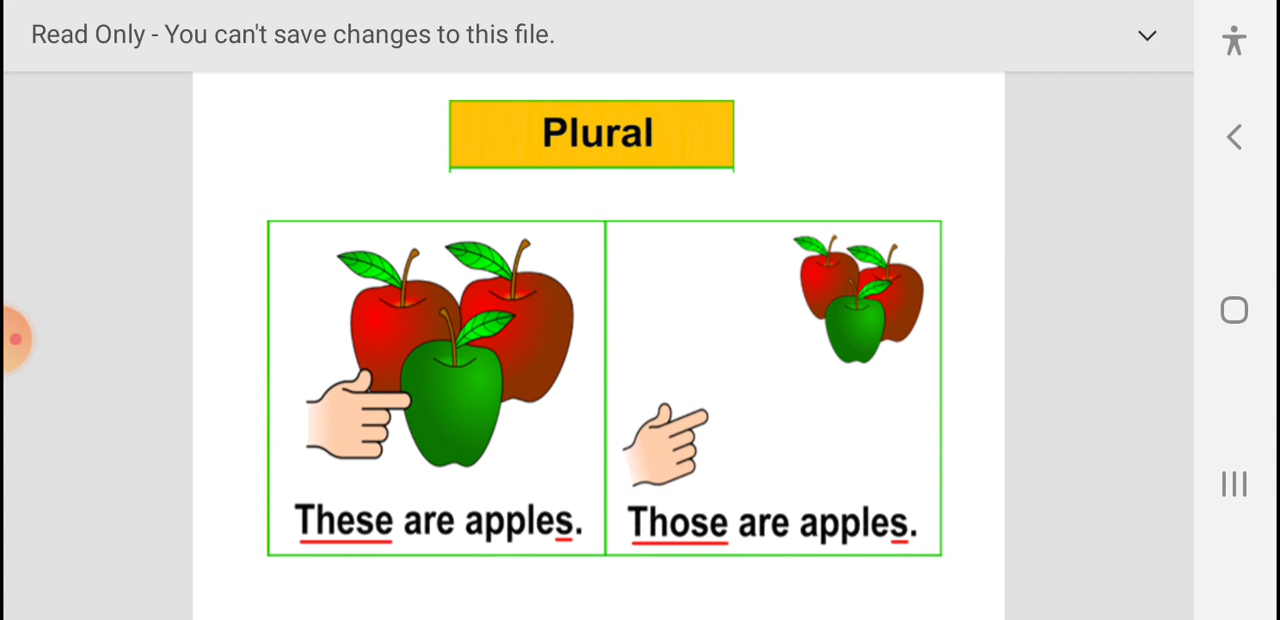 Read Only - You can't save changes to this file.
Plural
These are apples.
Those are apples.